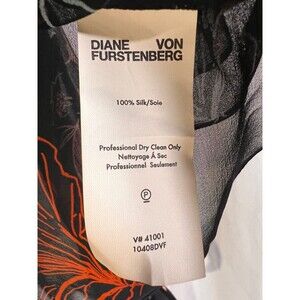 DIANE VON
FURSTENBERG
100% Silk/Soie
Professional Dry Clean Only
Nettoyage À Sec
Professionnel Seulement
P
V# 41001
10408DVF